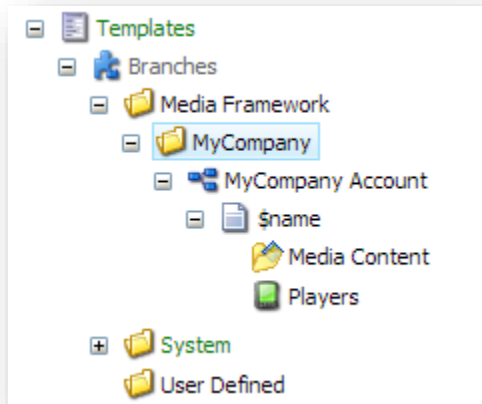 Templates
Branches
Media Framework
MyCompany
MyCompany Account
$name
Media Content
Players
System
User Defined